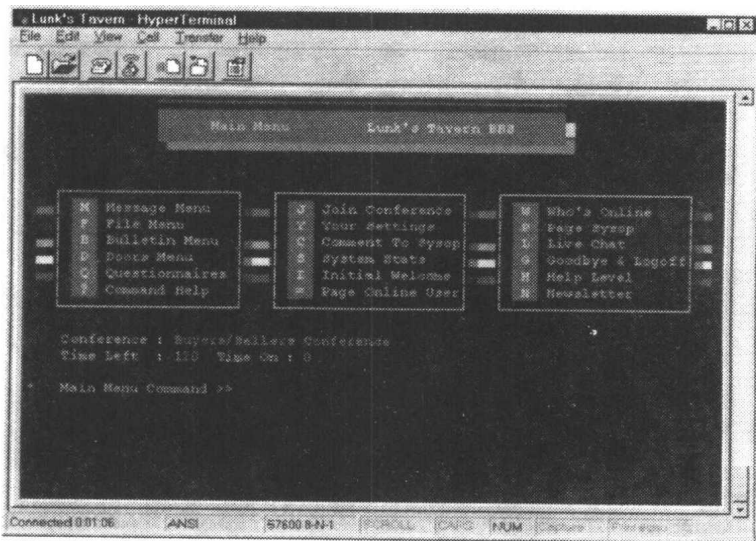 Lunk's Tavern - HyperTerminal
File Edit View Call Transfer Help
Main Menu Lunk's Tavern BBS
M Message Menu
F File Menu
B Bulletin Menu
D Doors Menu
Q Questionnaires
? Command Help
J Join Conference
Y Your Settings
C Comment To Sysop
S System Stats
I Initial Welcome
= Page Online User
W Who's Online
P Page Sysop
L Live Chat
G Goodbye & Logoff
H Help Level
N Newsletter
Conference : Buyers/Sellers Conference
Time Left : 120 Time On : 0
Main Menu Command >>
Connected 0:01:06 ANSI 57600 8-N-1 SCROLL CAPS NUM Capture